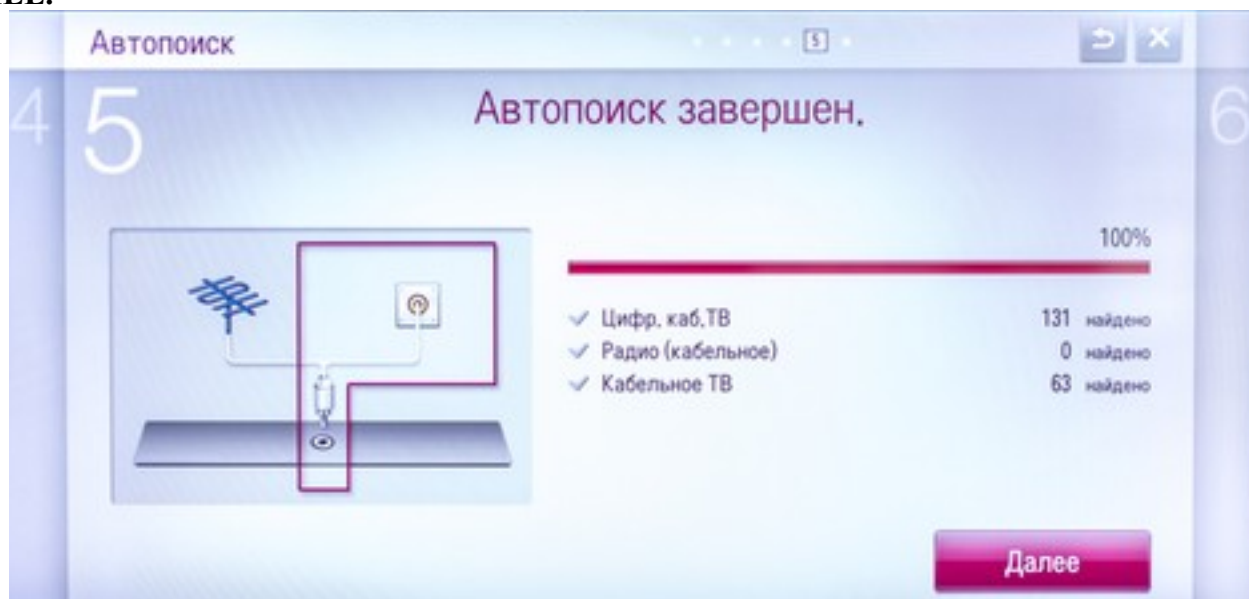 Автопоиск
5
4
5
6
Автопоиск завершен.
100%
Цифр. каб.ТВ 131 найдено
Радио (кабельное) 0 найдено
Кабельное ТВ 63 найдено
Далее